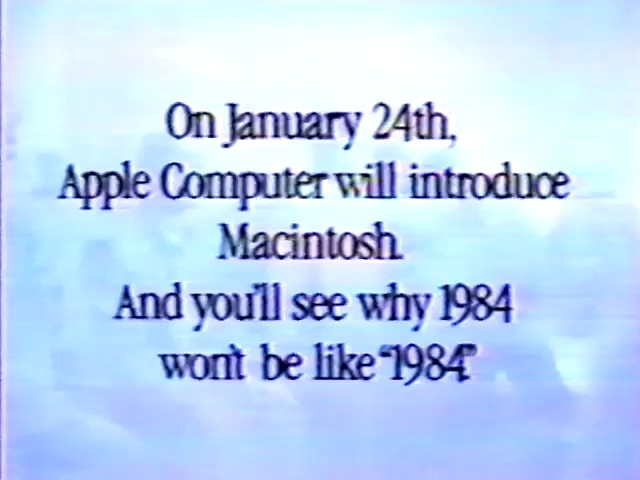 On January 24th,
Apple Computer will introduce
Macintosh.
And you'll see why 1984
won't be like "1984."